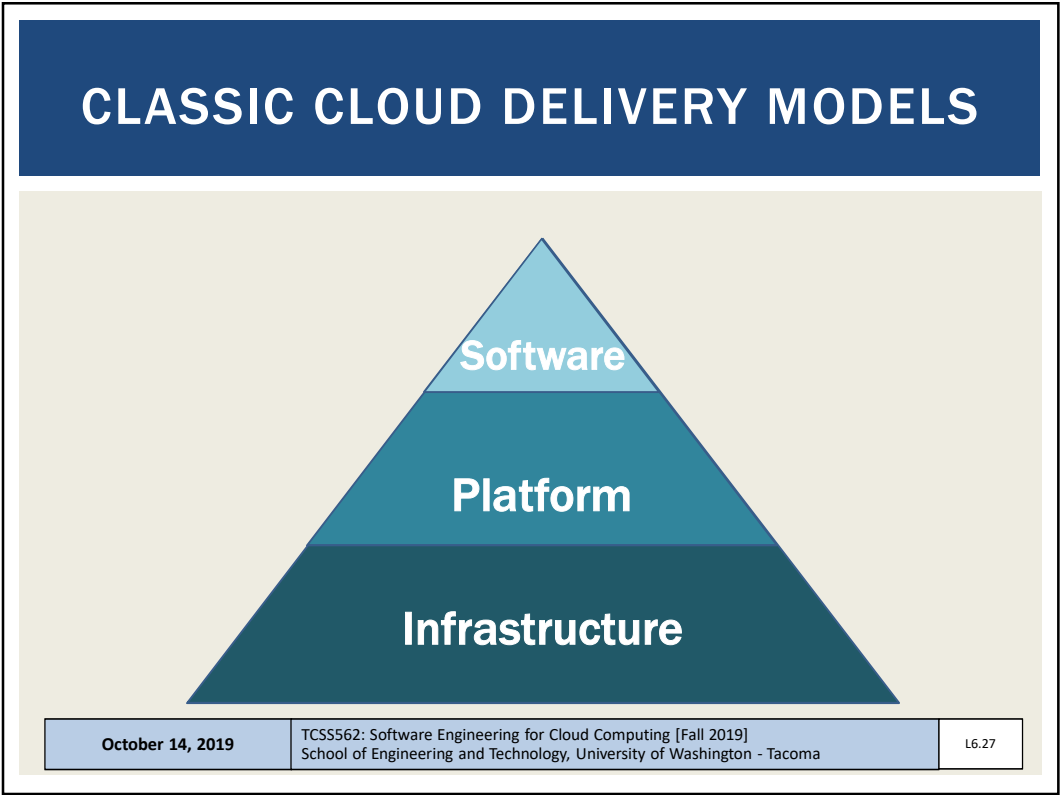 CLASSIC CLOUD DELIVERY MODELS
Software
Platform
Infrastructure
October 14, 2019
TCSS562: Software Engineering for Cloud Computing [Fall 2019]
School of Engineering and Technology, University of Washington - Tacoma
L6.27